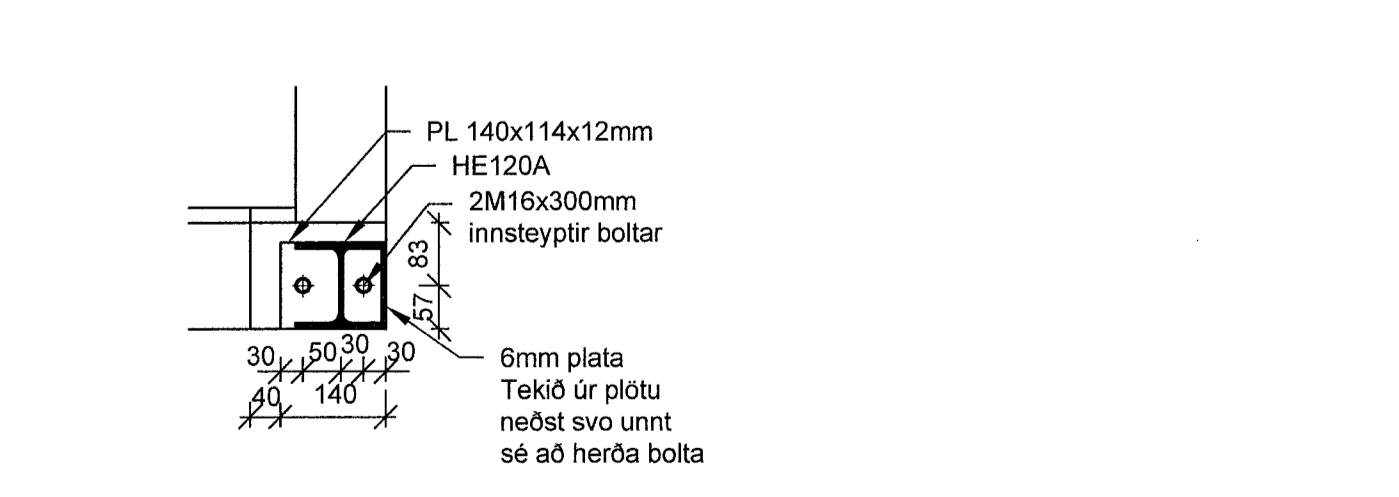 PL 140x114x12mm
HE120A
2M16x300mm
innsteyptir boltar
83
57
30 50 30 30
40 140
6mm plata
Tekið úr plötu
neðst svo unnt
sé að herða bolta